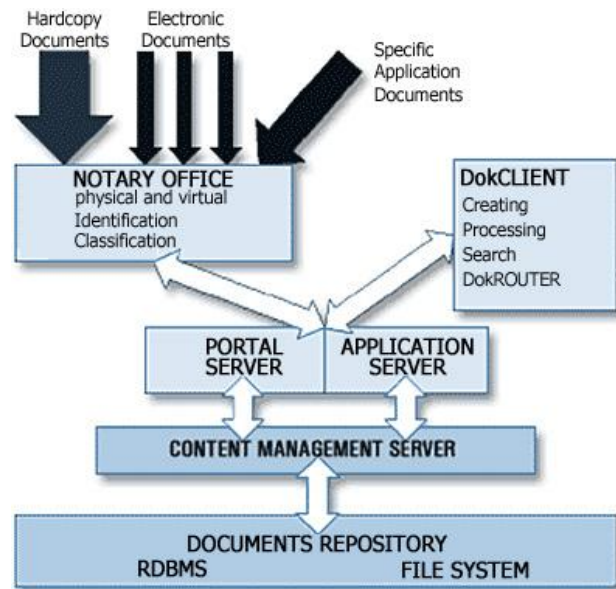 Hardcopy
Documents
Electronic
Documents
Specific
Application
Documents
NOTARY OFFICE
physical and virtual
Identification
Classification
DokCLIENT
Creating
Processing
Search
DokROUTER
PORTAL
SERVER
APPLICATION
SERVER
CONTENT MANAGEMENT SERVER
DOCUMENTS REPOSITORY
RDBMS
FILE SYSTEM